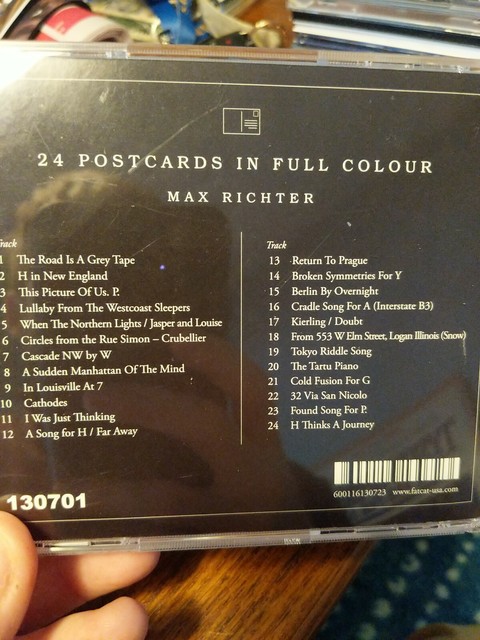 24 POSTCARDS IN FULL COLOUR
MAX RICHTER
Track
1 The Road Is A Grey Tape
2 H in New England
3 This Picture Of Us. P.
4 Lullaby From The Westcoast Sleepers
5 When The Northern Lights / Jasper and Louise
6 Circles from the Rue Simon – Crubellier
7 Cascade NW by W
8 A Sudden Manhattan Of The Mind
9 In Louisville At 7
10 Cathodes
11 I Was Just Thinking
12 A Song for H / Far Away
Track
13 Return To Prague
14 Broken Symmetries For Y
15 Berlin By Overnight
16 Cradle Song For A (Interstate B3)
17 Kierling / Doubt
18 From 553 W Elm Street, Logan Illinois (Snow)
19 Tokyo Riddle Song
20 The Tartu Piano
21 Cold Fusion For G
22 32 Via San Nicolo
23 Found Song For P.
24 H Thinks A Journey
130701
600116130723 www.fatcat-usa.com